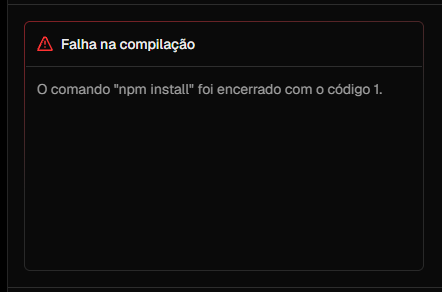 Falha na compilação
O comando "npm install" foi encerrado com o código 1.